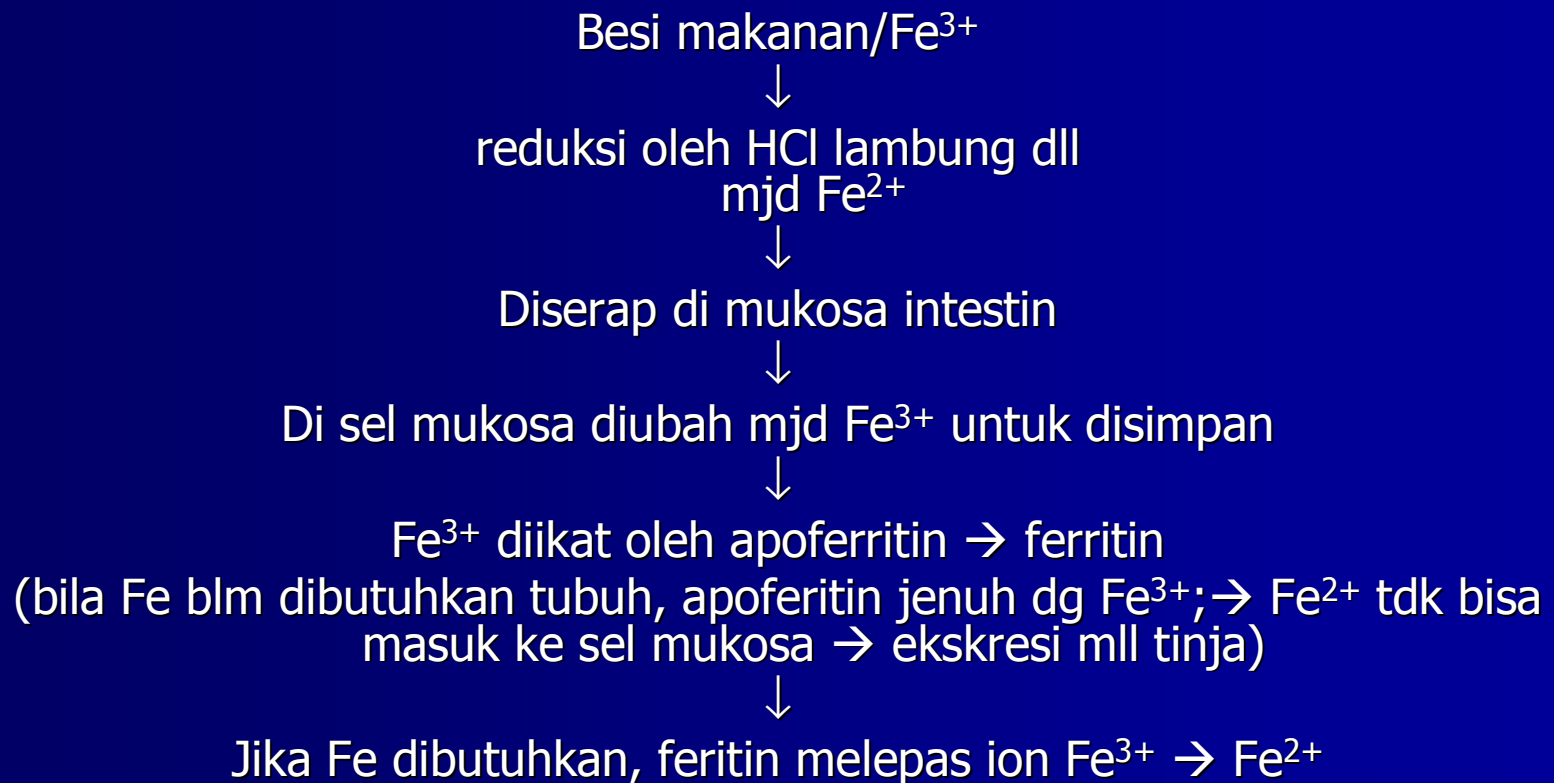 Besi makanan/Fe³⁺
↓
reduksi oleh HCl lambung dll
mjd Fe²⁺
↓
Diserap di mukosa intestin
↓
Di sel mukosa diubah mjd Fe³⁺ untuk disimpan
↓
Fe³⁺ diikat oleh apoferritin → ferritin
(bila Fe blm dibutuhkan tubuh, apoferitin jenuh dg Fe³⁺;→ Fe²⁺ tdk bisa
masuk ke sel mukosa → ekskresi mll tinja)
↓
Jika Fe dibutuhkan, feritin melepas ion Fe³⁺ → Fe²⁺